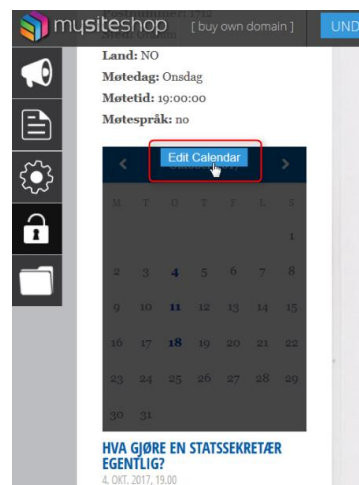 mysiteshop [ buy own domain ] UND
Postnummer: 1712
Land: NO
Møtedag: Onsdag
Møtetid: 19:00:00
Møtespråk: no
< Edit Calendar >
M T O T F L S
1
2 3 4 5 6 7 8
9 10 11 12 13 14 15
16 17 18 19 20 21 22
23 24 25 26 27 28 29
30 31
HVA GJØRE EN STATSSEKRETÆR
EGENTLIG?
4. OKT. 2017, 19.00